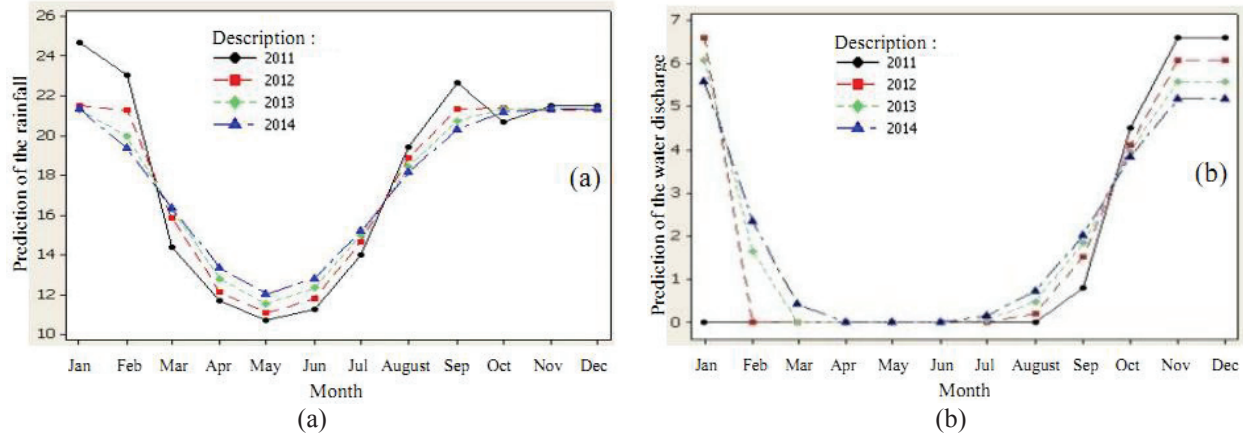 Prediction of the rainfall
26
24
22
20
18
16
14
12
10
Description :
2011
2012
2013
2014
(a)
Jan Feb Mar Apr May Jun Jul August Sep Oct Nov Dec
Month
(a)
Prediction of the water discharge
7
6
5
4
3
2
1
0
Description :
2011
2012
2013
2014
(b)
Jan Feb Mar Apr May Jun Jul August Sep Oct Nov Dec
Month
(b)